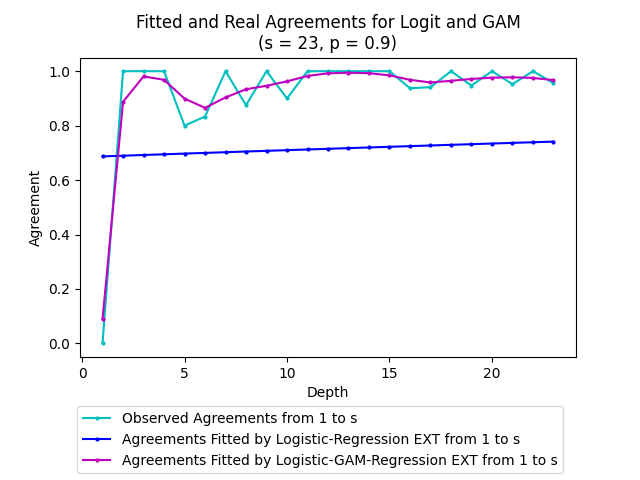 Fitted and Real Agreements for Logit and GAM
(s = 23, p = 0.9)
1.0
0.8
0.6
0.4
0.2
0.0
Agreement
0 5 10 15 20
Depth
Observed Agreements from 1 to s
Agreements Fitted by Logistic-Regression EXT from 1 to s
Agreements Fitted by Logistic-GAM-Regression EXT from 1 to s